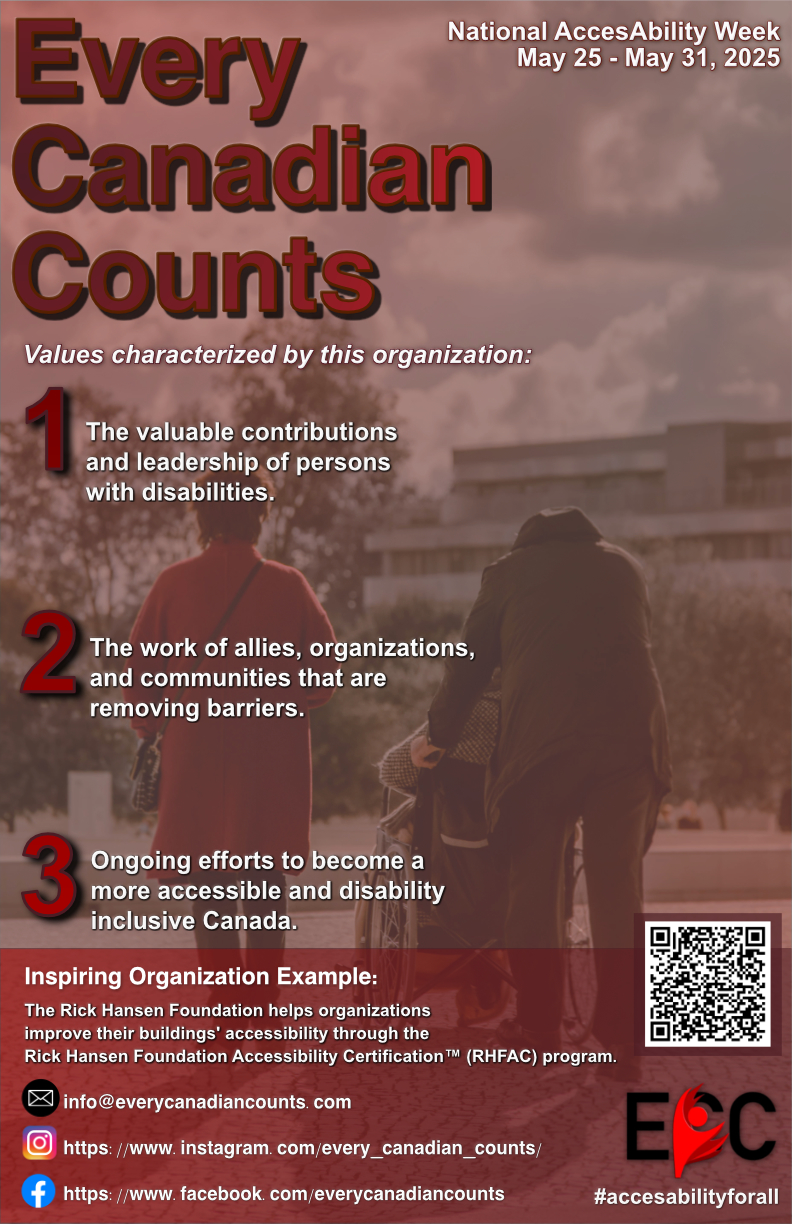 Every
Canadian
Counts
National AccesAbility Week
May 25 - May 31, 2025
Values characterized by this organization:
1
The valuable contributions
and leadership of persons
with disabilities.
2
The work of allies, organizations,
and communities that are
removing barriers.
3
Ongoing efforts to become a
more accessible and disability
inclusive Canada.
Inspiring Organization Example:
The Rick Hansen Foundation helps organizations
improve their buildings' accessibility through the
Rick Hansen Foundation Accessibility Certification™ (RHFAC) program.
info@everycanadiancounts.com
https://www.instagram.com/every_canadian_counts/
https://www.facebook.com/everycanadiancounts
ECC
#accesabilityforall